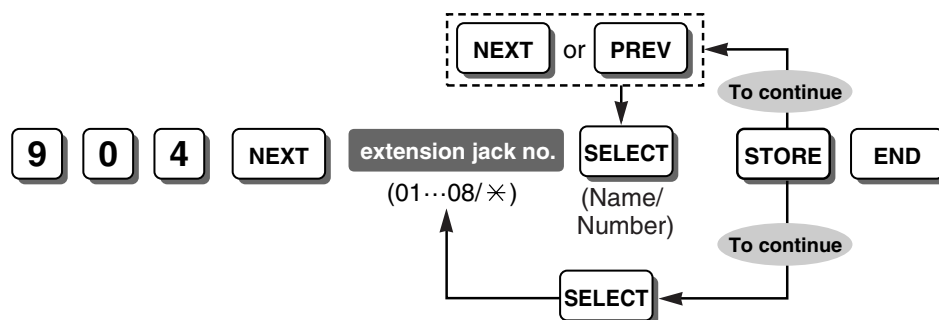 NEXT or PREV
To continue
9 0 4 NEXT extension jack no. SELECT STORE END
(01···08/✳)
(Name/
Number)
To continue
SELECT